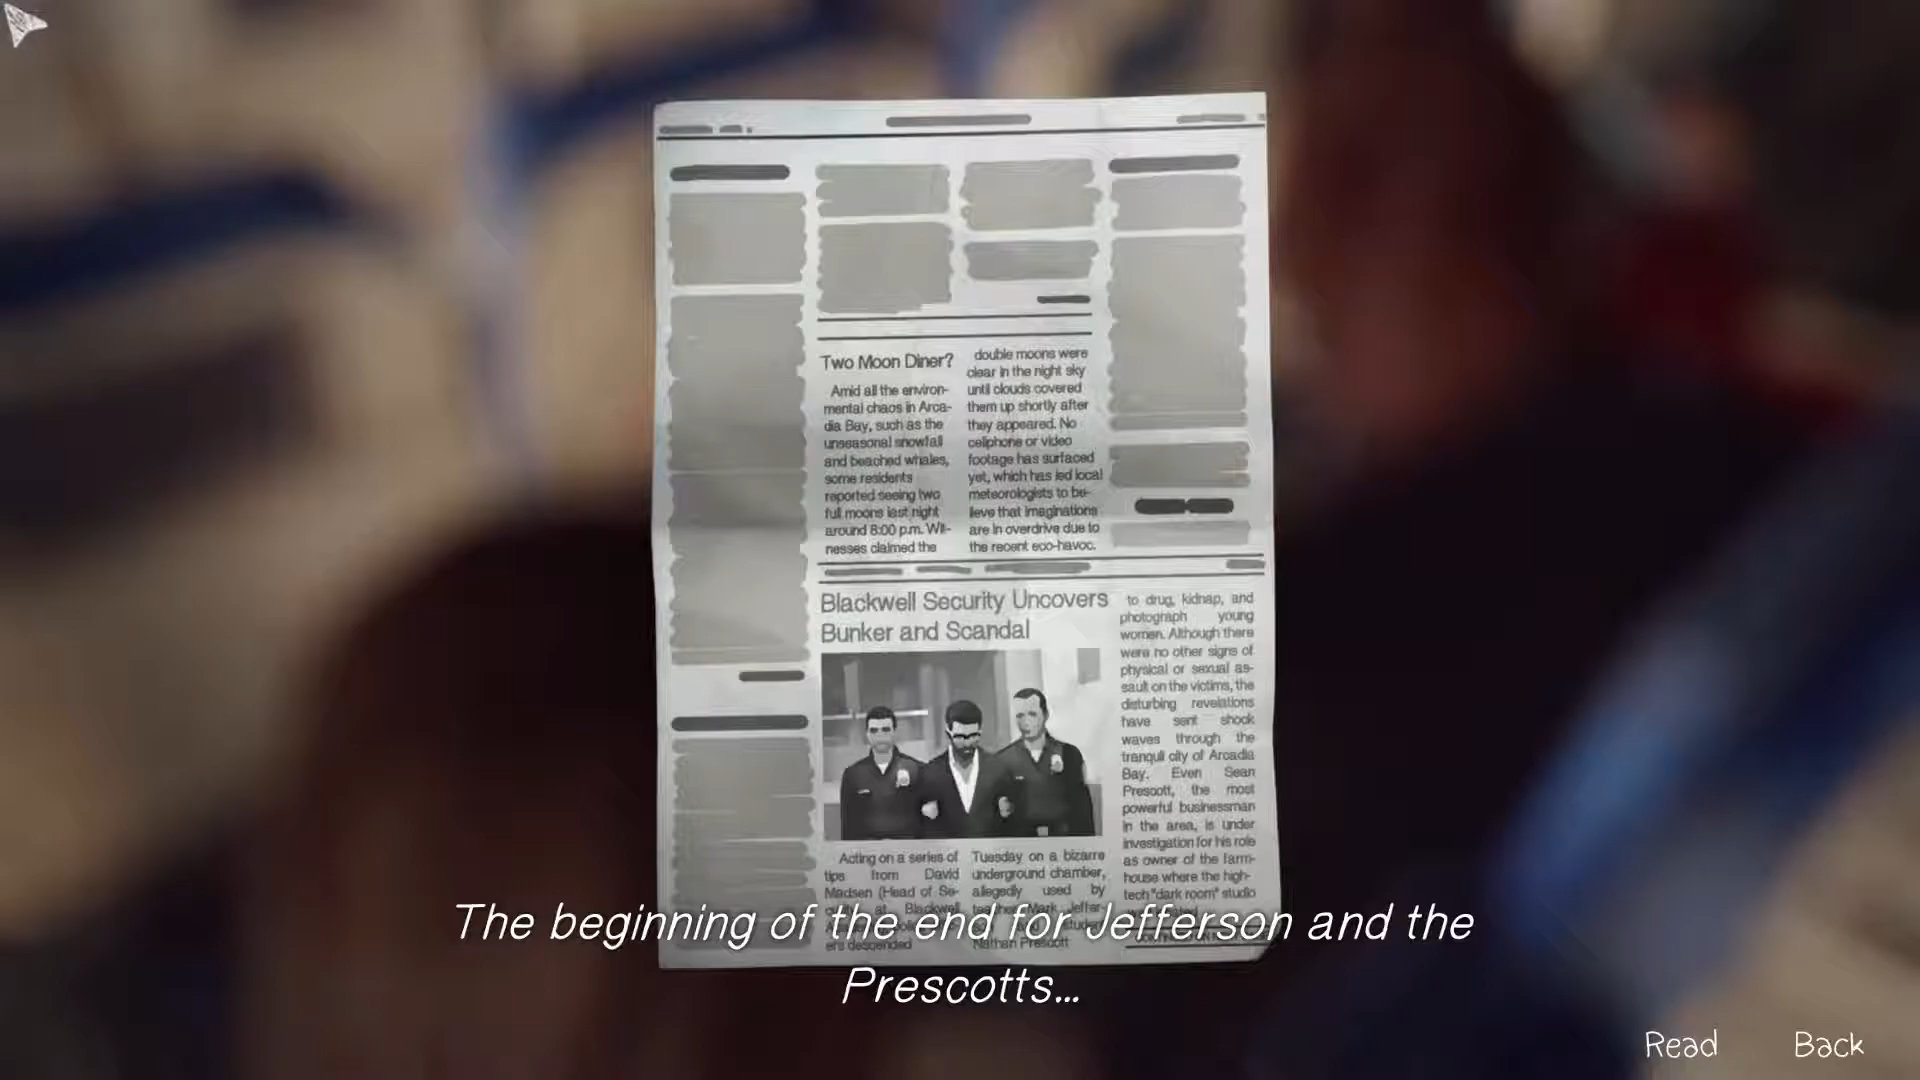 Two Moon Diner?
Amid all the environ-
mental chaos in Arca-
dia Bay, such as the
unseasonal snowfall
and beached whales,
some residents
reported seeing two
full moons last night
around 8:00 p.m. Wit-
nesses claimed the
double moons were
clear in the night sky
until clouds covered
them up shortly after
they appeared. No
cellphone or video
footage has surfaced
yet, which has led local
meteorologists to be-
lieve that imaginations
are in overdrive due to
the recent eco-havoc.
Blackwell Security Uncovers
Bunker and Scandal
Acting on a series of
tips from David
Madsen (Head of Se-
at Blackwell
ers descended
Tuesday on a bizarre
underground chamber,
allegedly used by
Mark Jeffer-
Nathan Prescott
to drug, kidnap, and
photograph young
women. Although there
were no other signs of
physical or sexual as-
sault on the victims, the
disturbing revelations
have sent shock
waves through the
tranquil city of Arcadia
Bay. Even Sean
Prescott, the most
powerful businessman
in the area, is under
investigation for his role
as owner of the farm-
house where the high-
tech "dark room" studio
The beginning of the end for Jefferson and the
Prescotts...
Read
Back